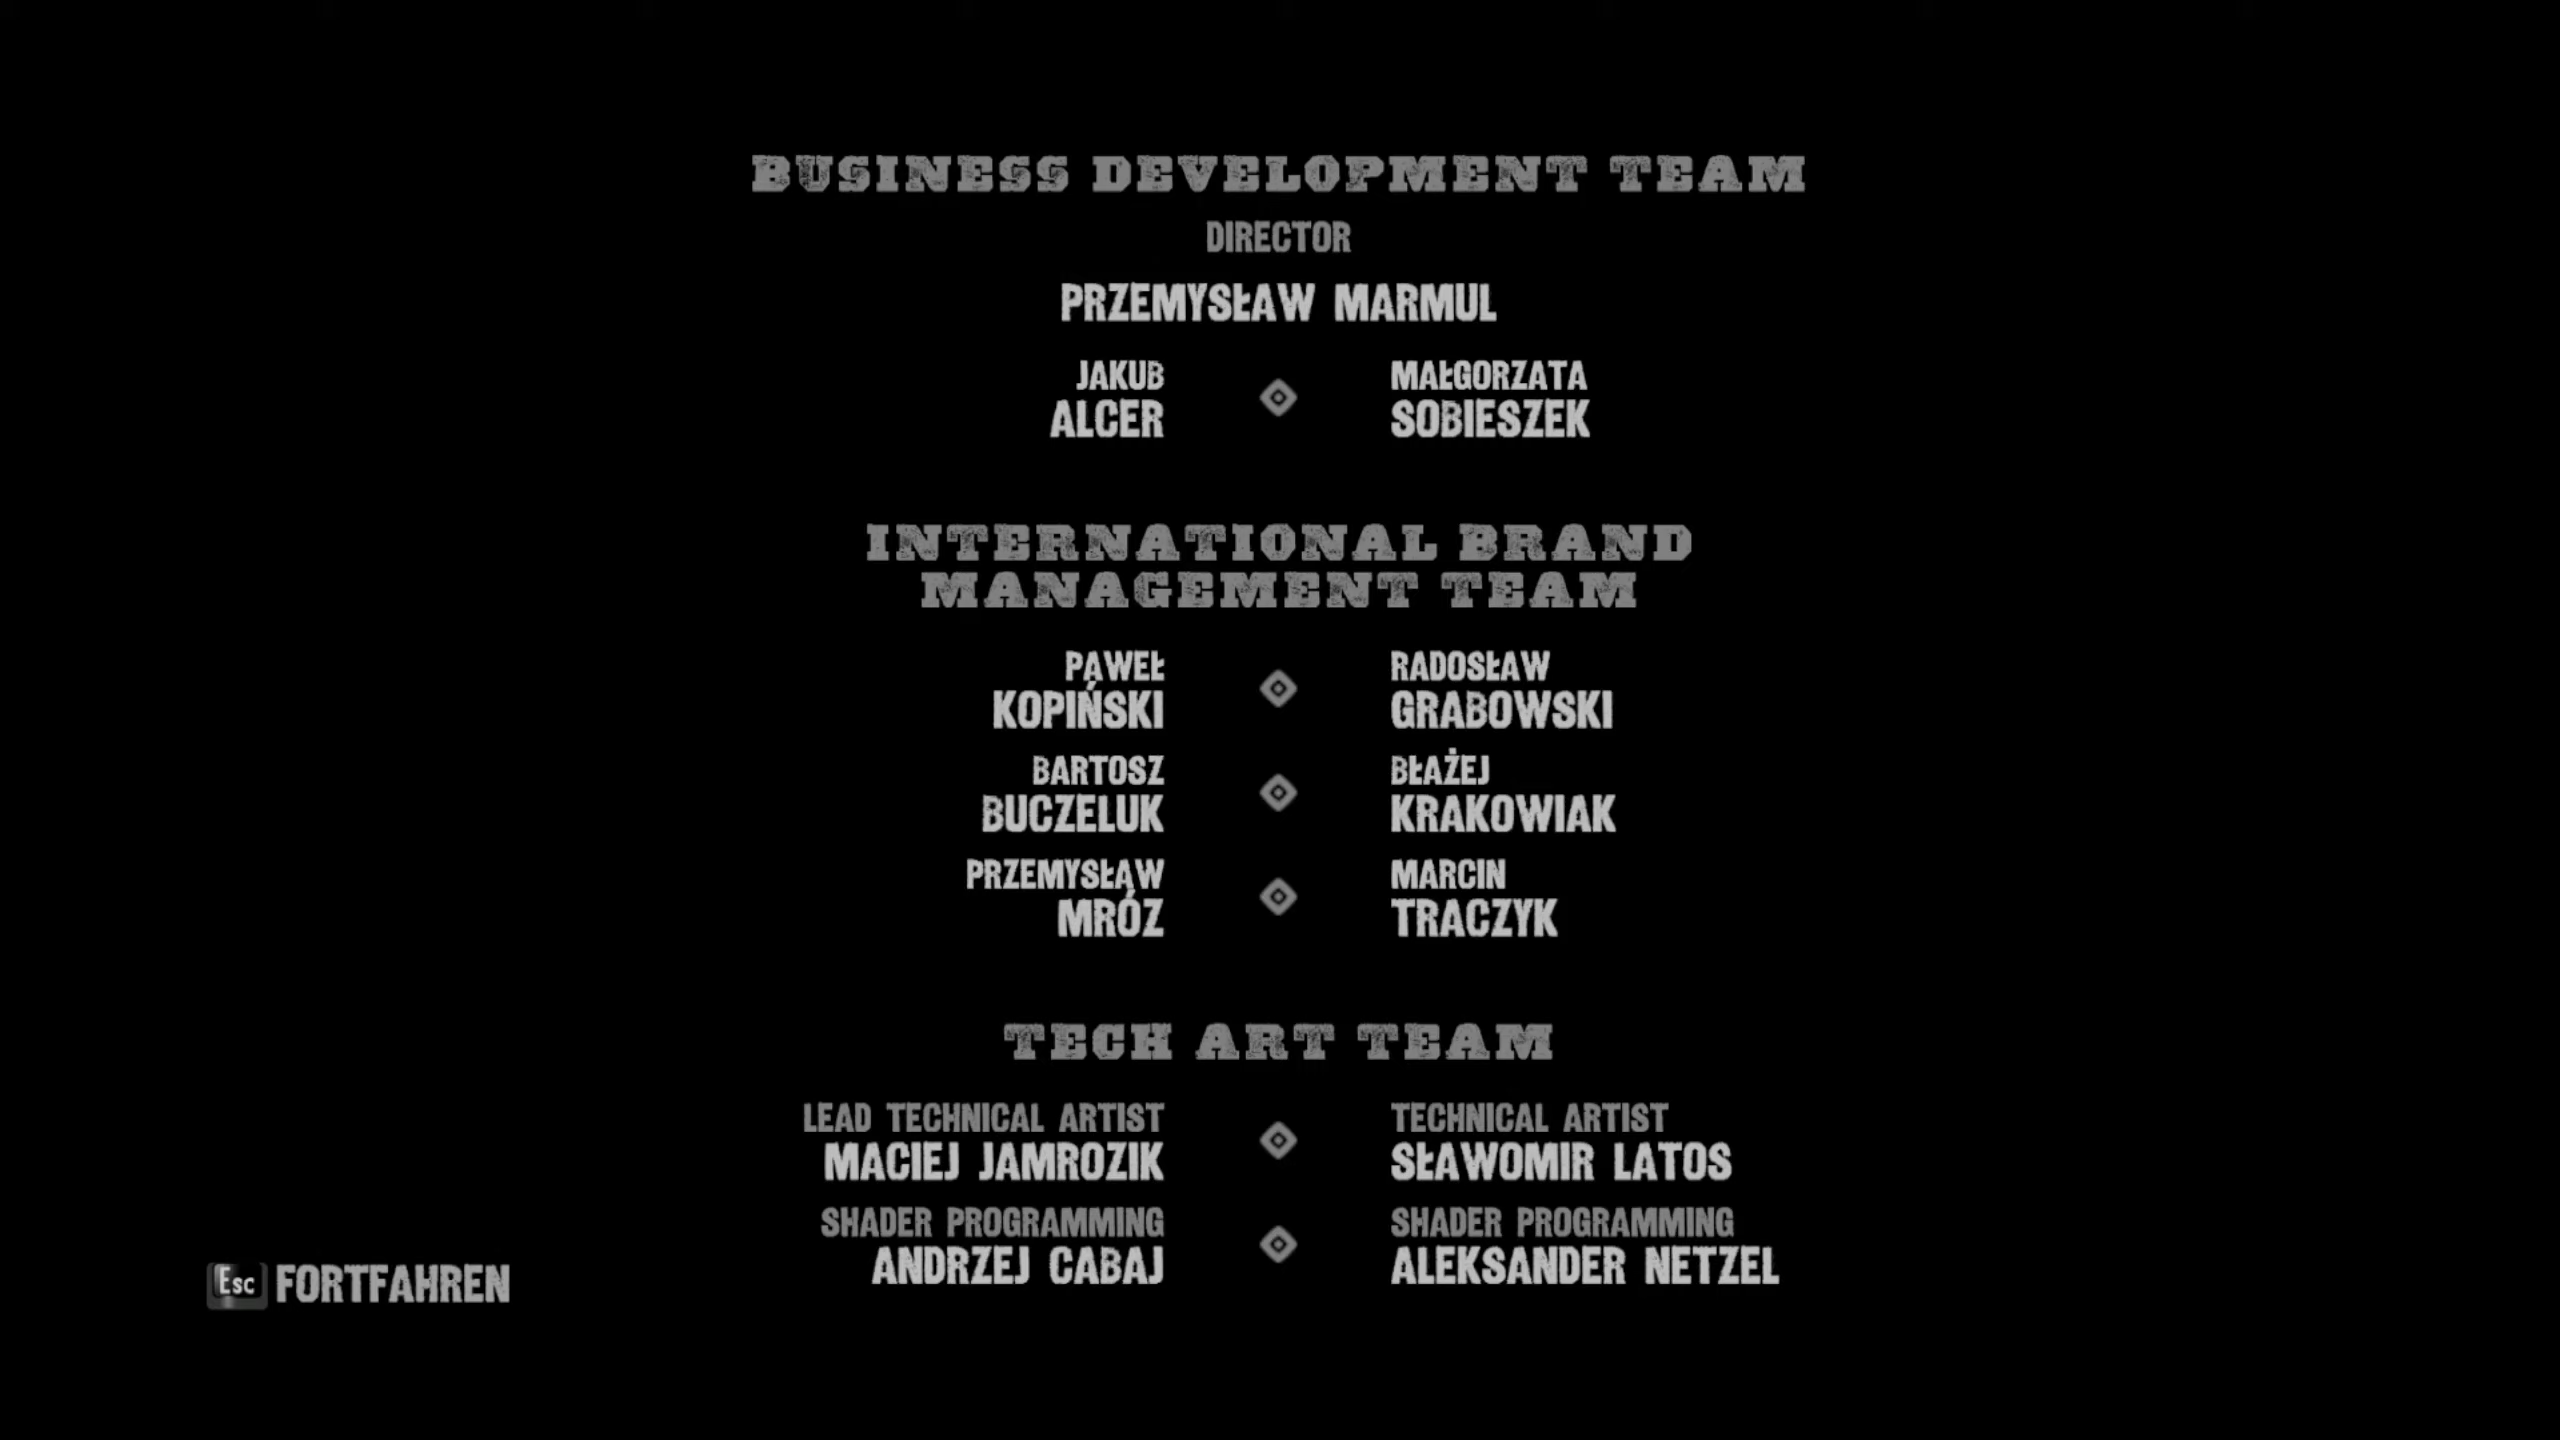 BUSINESS DEVELOPMENT TEAM
DIRECTOR
PRZEMYSŁAW MARMUL
JAKUB
ALCER
MAŁGORZATA
SOBIESZEK
INTERNATIONAL BRAND
MANAGEMENT TEAM
PAWEŁ
KOPIŃSKI
RADOSŁAW
GRABOWSKI
BARTOSZ
BUCZELUK
BŁAŻEJ
KRAKOWIAK
PRZEMYSŁAW
MRÓZ
MARCIN
TRACZYK
TECH ART TEAM
LEAD TECHNICAL ARTIST
MACIEJ JAMROZIK
TECHNICAL ARTIST
SŁAWOMIR LATOS
SHADER PROGRAMMING
ANDRZEJ CABAJ
SHADER PROGRAMMING
ALEKSANDER NETZEL
Esc FORTFAHREN